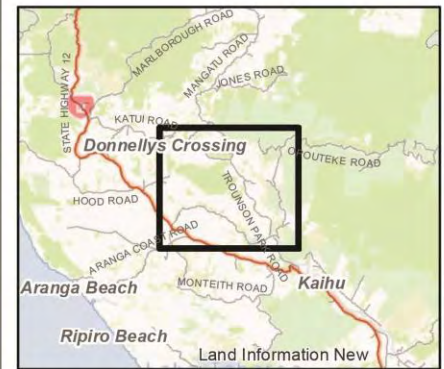 MARLBOROUGH ROAD
STATE HIGHWAY 12
MANGATU ROAD
JONES ROAD
KATUI ROAD
Donnellys Crossing
OPOUTEKE ROAD
TROUNSON PARK ROAD
HOOD ROAD
ARANGA COAST ROAD
MONTEITH ROAD
Kaihu
Aranga Beach
Ripiro Beach
Land Information New